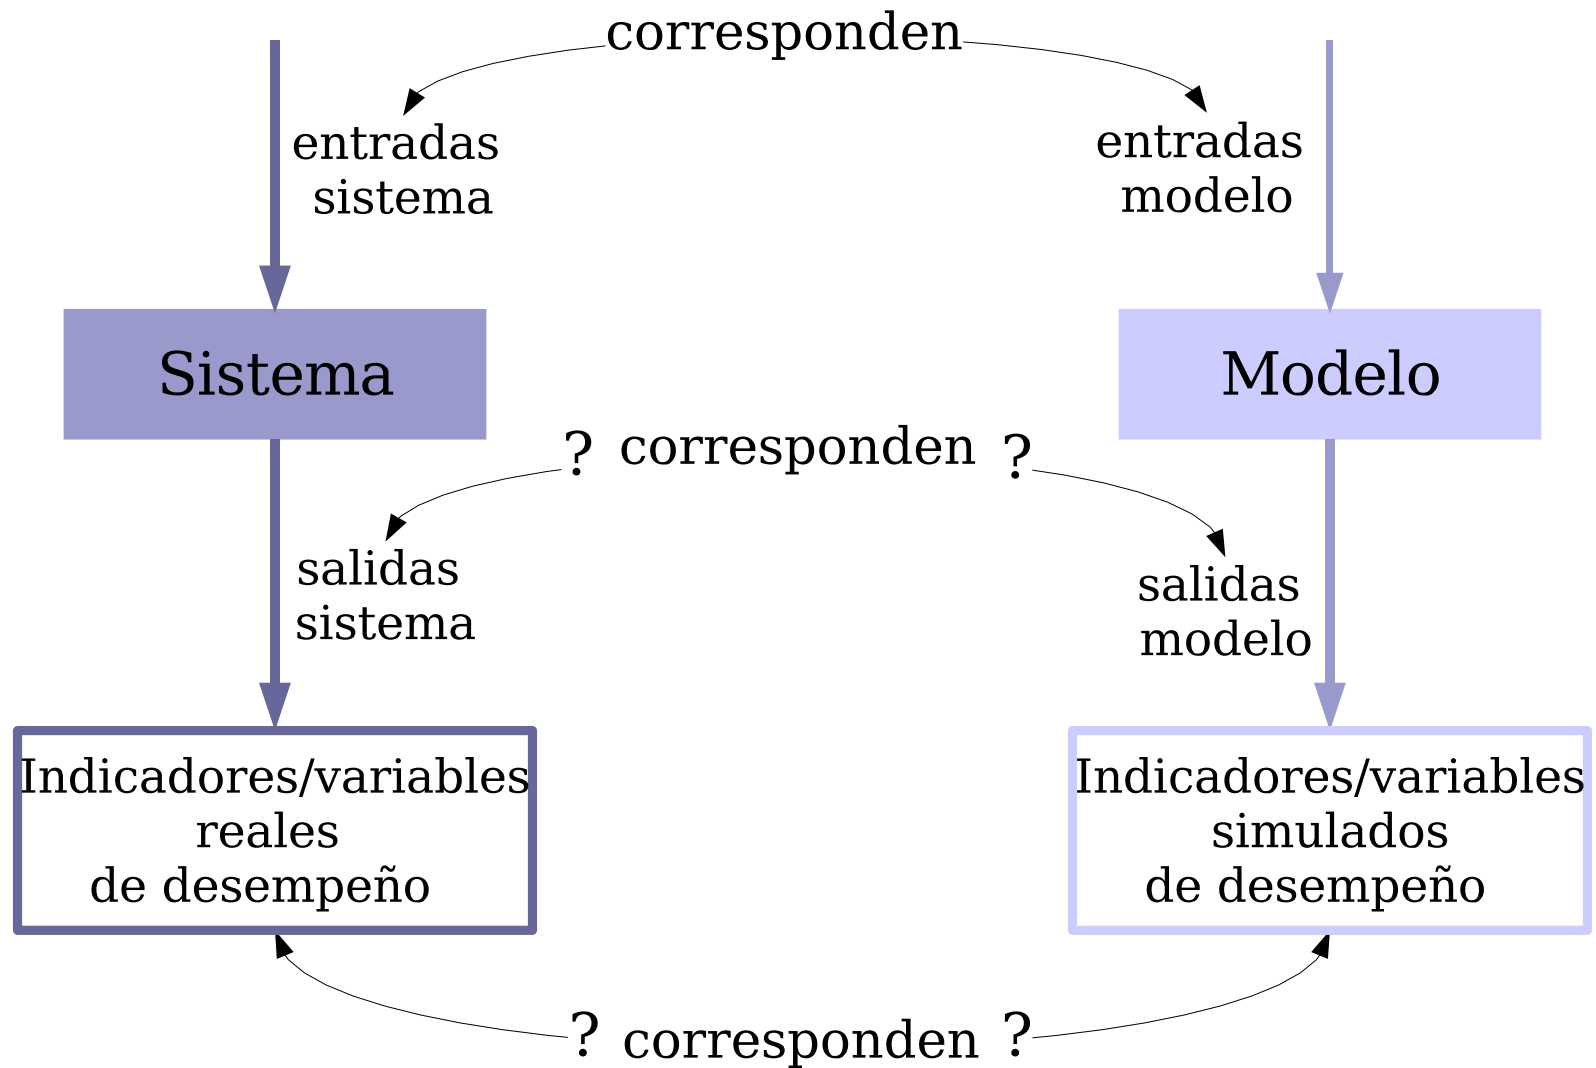 corresponden
entradas
sistema
entradas
modelo
Sistema
Modelo
? corresponden ?
salidas
sistema
salidas
modelo
Indicadores/variables
reales
de desempeño
Indicadores/variables
simulados
de desempeño
? corresponden ?